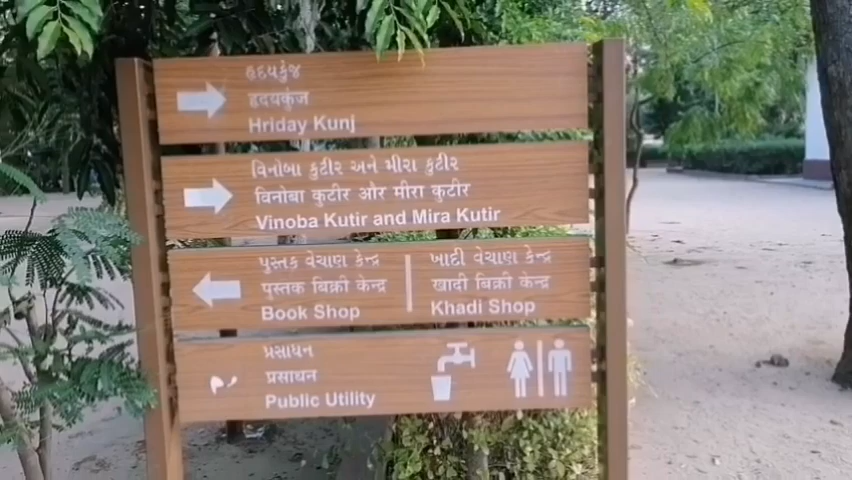 હૃદયકુંજ
हृदयकुंज
Hriday Kunj
વિનોબા કુટીર અને મીરા કુટીર
विनोबा कुटीर और मीरा कुटीर
Vinoba Kutir and Mira Kutir
પુસ્તક વેચાણ કેન્દ્ર
पुस्तक बिक्री केन्द्र
Book Shop
ખાદી વેચાણ કેન્દ્ર
खादी बिक्री केन्द्र
Khadi Shop
પ્રસાધન
प्रसाधन
Public Utility